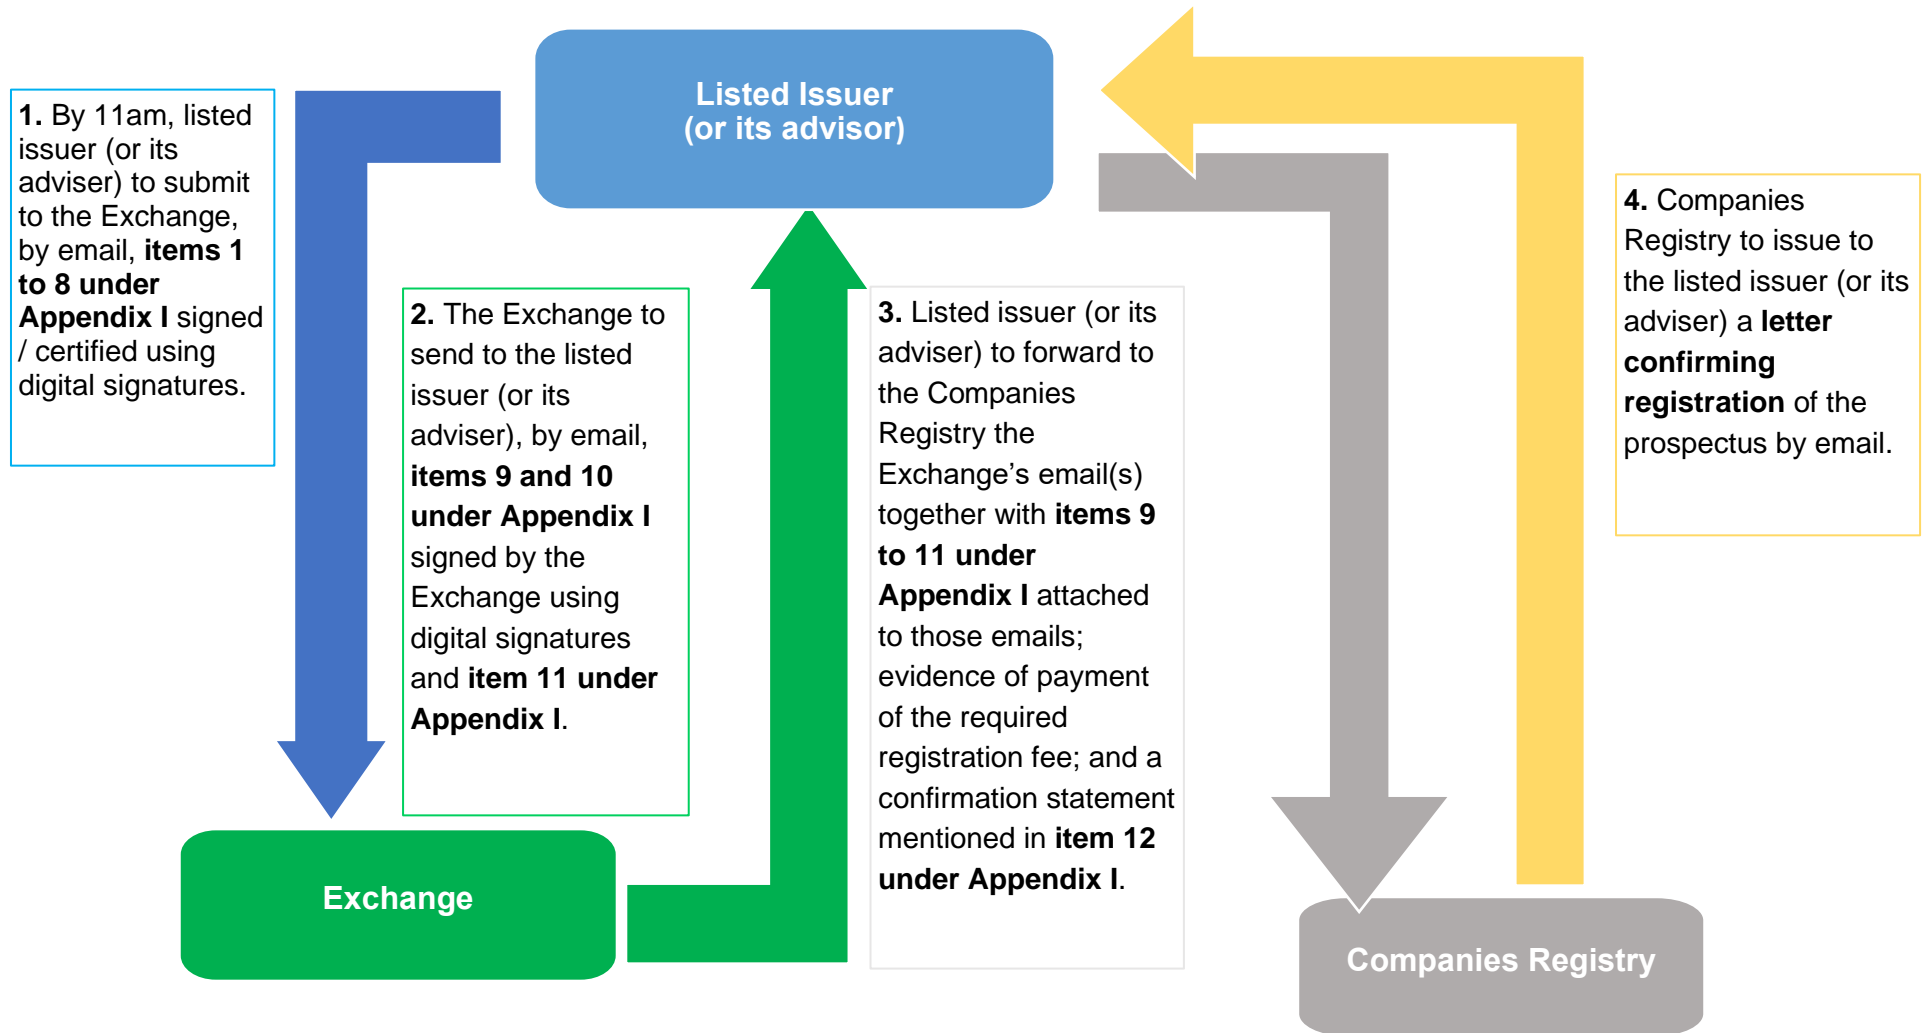 Listed Issuer
(or its advisor)
1. By 11am, listed
issuer (or its
adviser) to submit
to the Exchange,
by email, items 1
to 8 under
Appendix I signed
/ certified using
digital signatures.
2. The Exchange to
send to the listed
issuer (or its
adviser), by email,
items 9 and 10
under Appendix I
signed by the
Exchange using
digital signatures
and item 11 under
Appendix I.
3. Listed issuer (or its
adviser) to forward to
the Companies
Registry the
Exchange’s email(s)
together with items 9
to 11 under
Appendix I attached
to those emails;
evidence of payment
of the required
registration fee; and a
confirmation statement
mentioned in item 12
under Appendix I.
4. Companies
Registry to issue to
the listed issuer (or its
adviser) a letter
confirming
registration of the
prospectus by email.
Exchange
Companies Registry